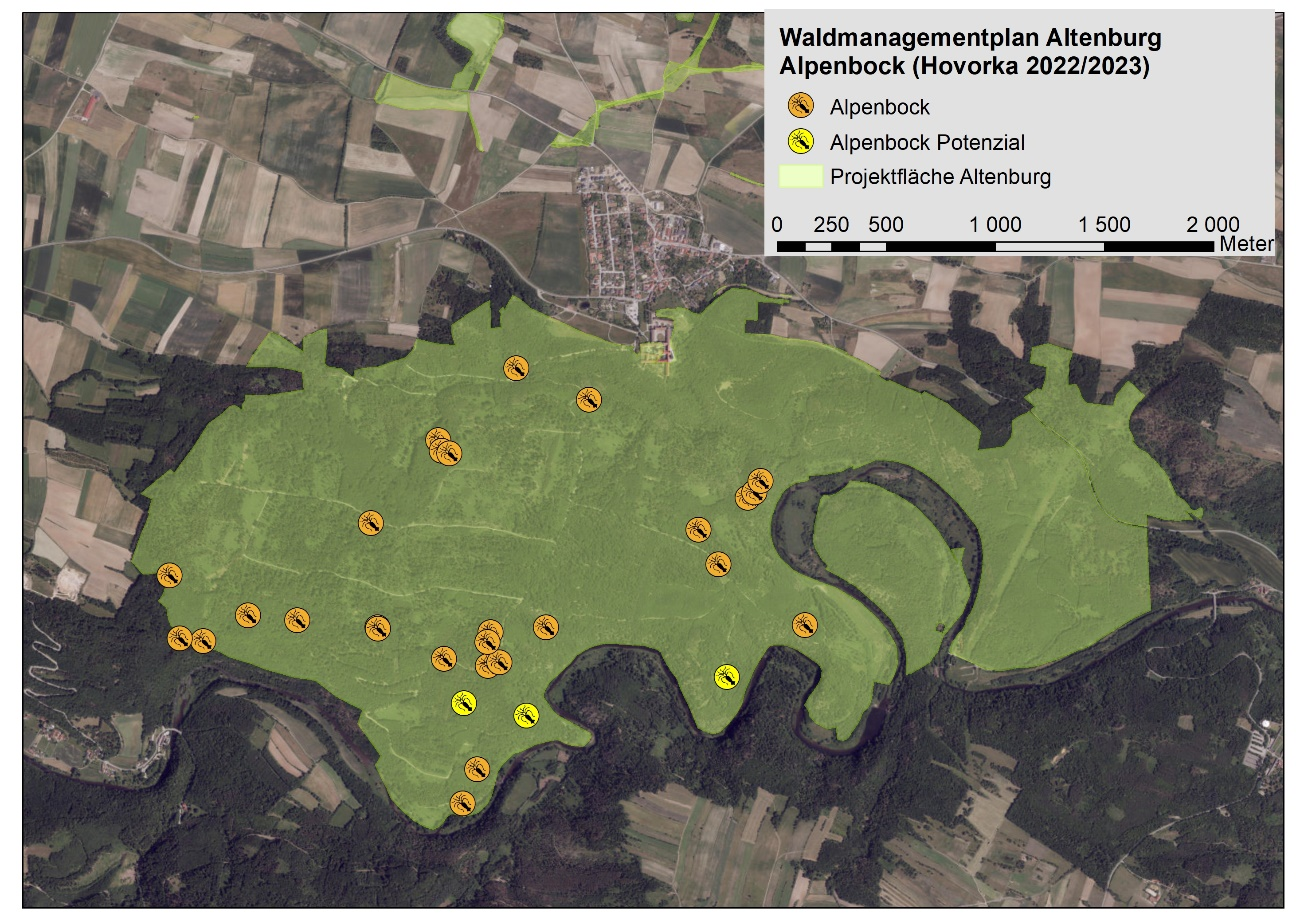 Waldmanagementplan Altenburg
Alpenbock (Hovorka 2022/2023)
Alpenbock
Alpenbock Potenzial
Projektfläche Altenburg
0 250 500 1 000 1 500 2 000
Meter